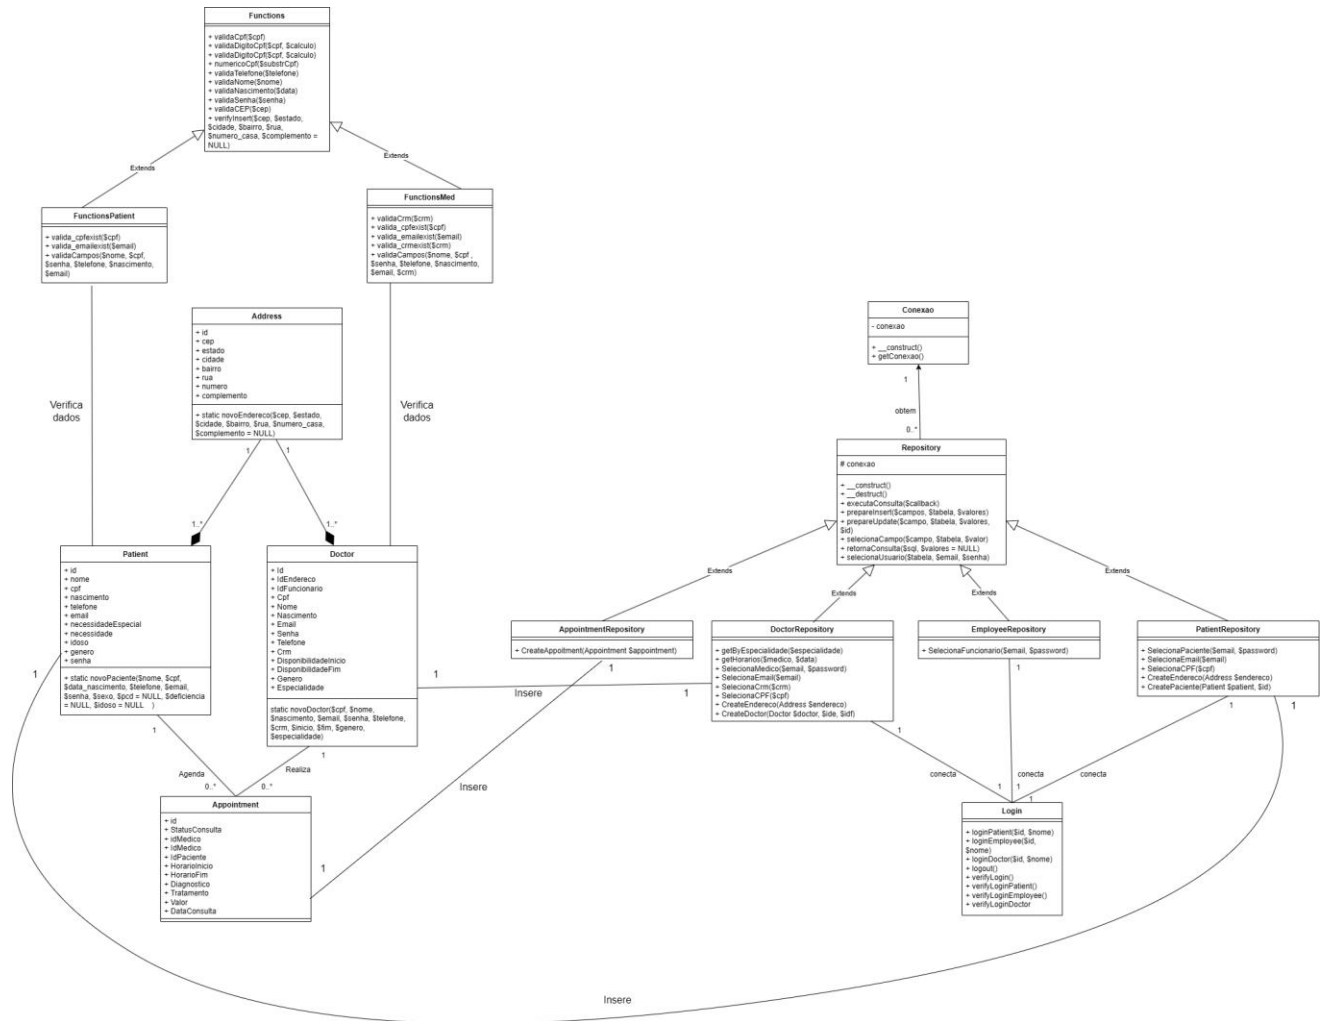 Functions
+ validaCpf($cpf)
+ validaDigitoCpf($cpf, $calculo)
+ validaDigitoCpf($cpf, $calculo)
+ numericoCpf($substrCpf)
+ validaTelefone($telefone)
+ validaNome($nome)
+ validaNascimento($data)
+ validaSenha($senha)
+ validaCEP($cep)
+ verifyInsert($cep, $estado,
$cidade, $bairro, $rua,
$numero_casa, $complemento =
NULL)
Extends
Extends
FunctionsPatient
+ valida_cpfexist($cpf)
+ valida_emailexist($email)
+ validaCampos($nome, $cpf,
$senha, $telefone, $nascimento,
$email)
FunctionsMed
+ validaCrm($crm)
+ valida_cpfexist($cpf)
+ valida_emailexist($email)
+ valida_crmexist($crm)
+ validaCampos($nome, $cpf ,
$senha, $telefone, $nascimento,
$email, $crm)
Verifica
dados
Address
+ id
+ cep
+ estado
+ cidade
+ bairro
+ rua
+ numero
+ complemento
+ static novoEndereco($cep, $estado,
$cidade, $bairro, $rua, $numero_casa,
$complemento = NULL)
Verifica
dados
1
1
1..*
1..*
Conexao
- conexao
+ __construct()
+ getConexao()
1
obtem
0..*
Repository
# conexao
+ __construct()
+ __destruct()
+ executaConsulta($callback)
+ prepareInsert($campos, $tabela, $valores)
+ prepareUpdate($campo, $tabela, $valores,
$id)
+ selecionaCampo($campo, $tabela, $valor)
+ retornaConsulta($sql, $valores = NULL)
+ selecionaUsuario($tabela, $email, $senha)
Extends
Extends
Extends
Extends
Patient
+ id
+ nome
+ cpf
+ nascimento
+ telefone
+ email
+ necessidadeEspecial
+ necessidade
+ idoso
+ genero
+ senha
+ static novoPaciente($nome, $cpf,
$data_nascimento, $telefone, $email,
$senha, $sexo, $pcd = NULL, $deficiencia
= NULL, $idoso = NULL )
Doctor
+ Id
+ IdEndereco
+ IdFuncionario
+ Cpf
+ Nome
+ Nascimento
+ Email
+ Senha
+ Telefone
+ Crm
+ DisponibilidadeInicio
+ DisponibilidadeFim
+ Genero
+ Especialidade
static novoDoctor($cpf, $nome,
$nascimento, $email, $senha, $telefone,
$crm, $inicio, $fim, $genero,
$especialidade)
AppointmentRepository
+ CreateAppoitment(Appointment $appointment)
DoctorRepository
+ getByEspecialidade($especialidade)
+ getHorarios($medico, $data)
+ SelecionaMedico($email, $password)
+ SelecionaEmail($email)
+ SelecionaCrm($crm)
+ SelecionaCPF($cpf)
+ CreateEndereco(Address $endereco)
+ CreateDoctor(Doctor $doctor, $ide, $idf)
EmployeeRepository
+ SelecionaFuncionario($email, $password)
PatientRepository
+ SelecionaPaciente($email, $password)
+ SelecionaEmail($email)
+ SelecionaCPF($cpf)
+ CreateEndereco(Address $endereco)
+ CreatePaciente(Patient $patient, $id)
1
1
Insere
1
1
1
1
1
1
1
1
Agenda
Realiza
0..*
0..*
Insere
1
conecta
conecta
conecta
1
1
1
Appointment
+ id
+ StatusConsulta
+ idMedico
+ IdMedico
+ IdPaciente
+ HorarioInicio
+ HorarioFim
+ Diagnostico
+ Tratamento
+ Valor
+ DataConsulta
Login
+ loginPatient($id, $nome)
+ loginEmployee($id,
$nome)
+ loginDoctor($id, $nome)
+ logout()
+ verifyLogin()
+ verifyLoginPatient()
+ verifyLoginEmployee()
+ verifyLoginDoctor
Insere